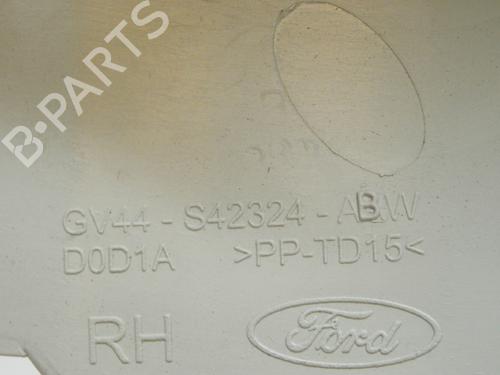 B-PARTS
GV44-S42324-ABW
D0D1A >PP-TD15<
RH
Ford